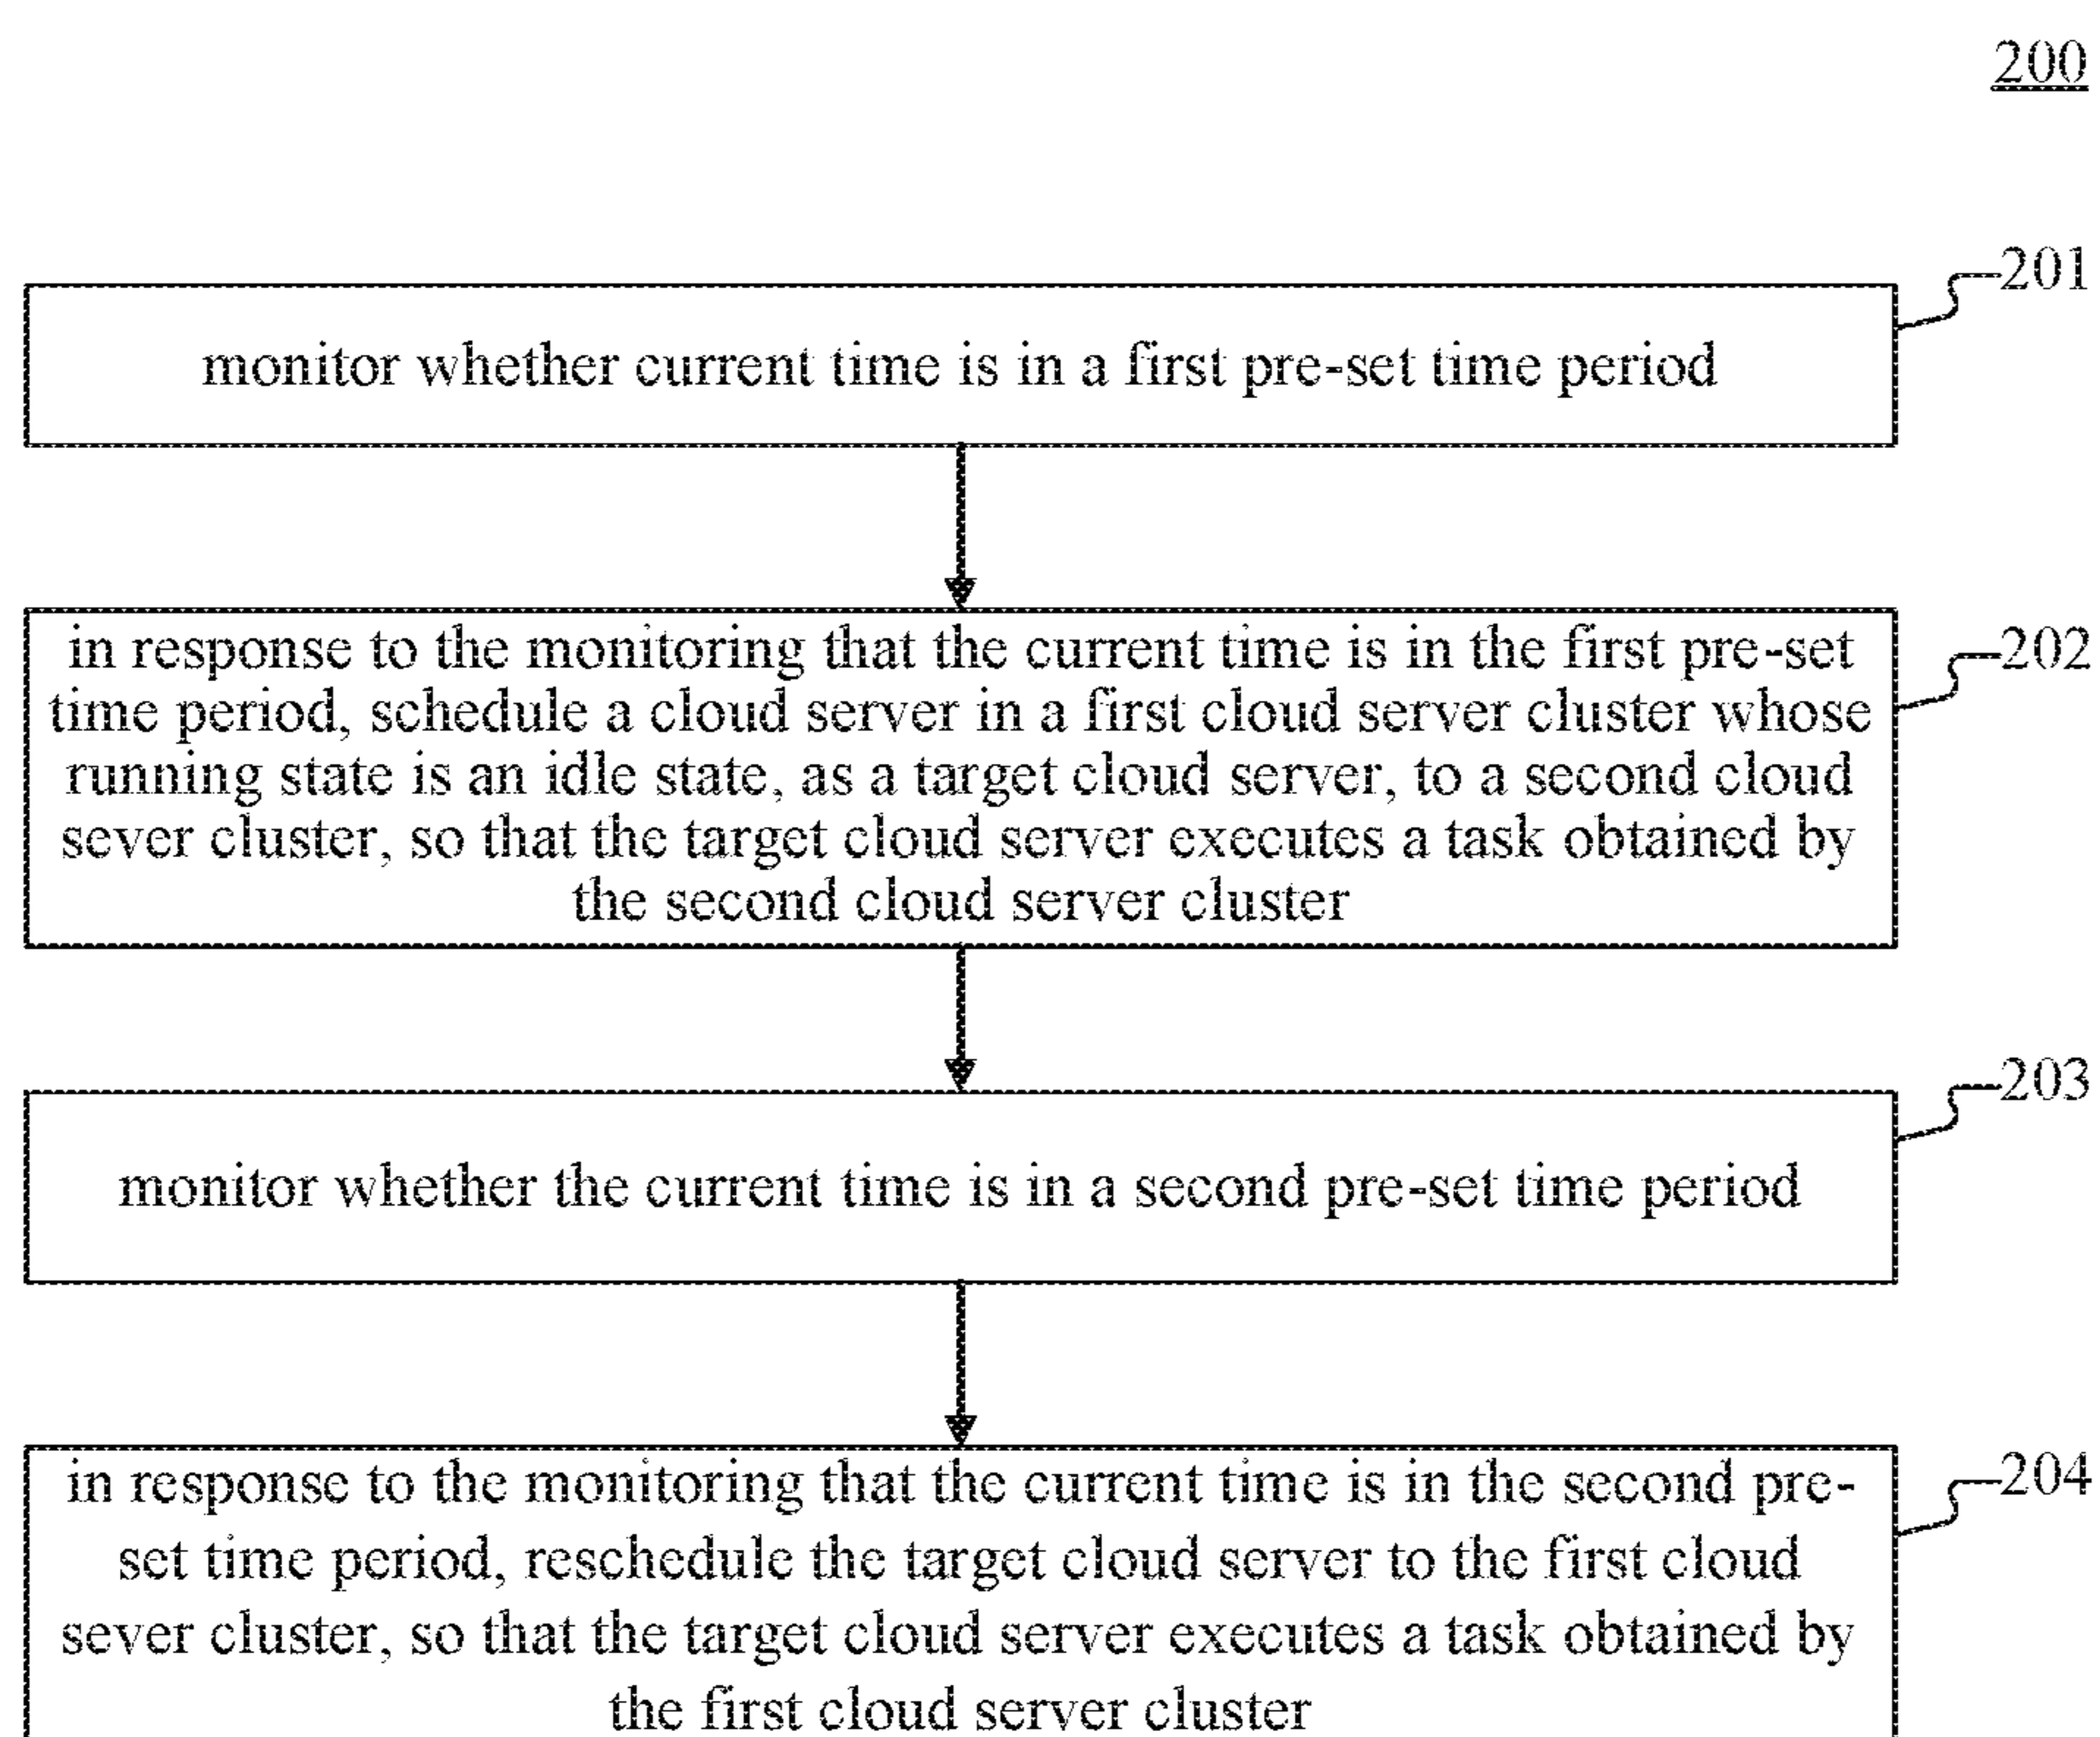 200
201
monitor whether current time is in a first pre-set time period
202
in response to the monitoring that the current time is in the first pre-set
time period, schedule a cloud server in a first cloud server cluster whose
running state is an idle state, as a target cloud server, to a second cloud
sever cluster, so that the target cloud server executes a task obtained by
the second cloud server cluster
203
monitor whether the current time is in a second pre-set time period
204
in response to the monitoring that the current time is in the second pre-
set time period, reschedule the target cloud server to the first cloud
sever cluster, so that the target cloud server executes a task obtained by
the first cloud server cluster